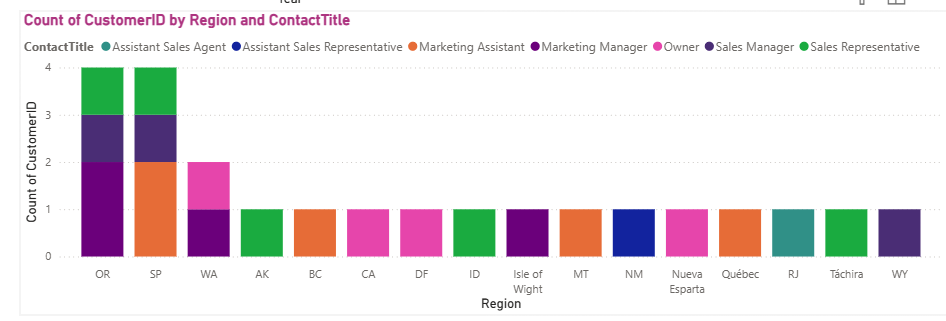 Year
Count of CustomerID by Region and ContactTitle
ContactTitle Assistant Sales Agent Assistant Sales Representative Marketing Assistant Marketing Manager Owner Sales Manager Sales Representative
4
3
2
1
0
Count of CustomerID
OR SP WA AK BC CA DF ID Isle of Wight MT NM Nueva Esparta Québec RJ Táchira WY
Region